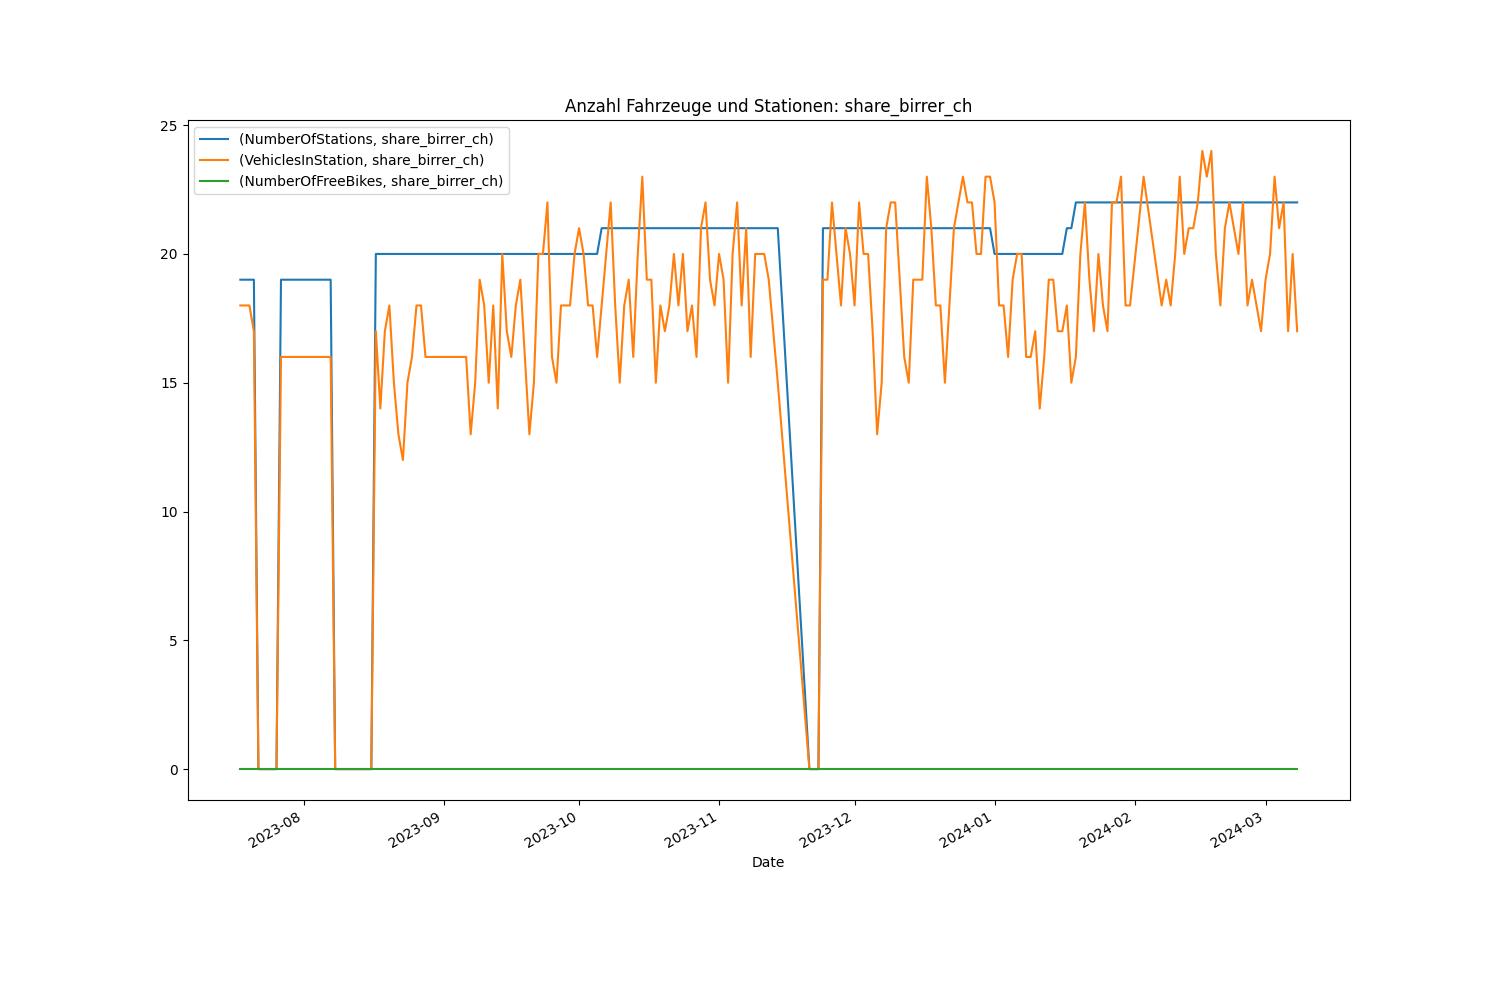 Anzahl Fahrzeuge und Stationen: share_birrer_ch
(NumberOfStations, share_birrer_ch)
(VehiclesInStation, share_birrer_ch)
(NumberOfFreeBikes, share_birrer_ch)
25
20
15
10
5
0
2023-08
2023-09
2023-10
2023-11
2023-12
2024-01
2024-02
2024-03
Date